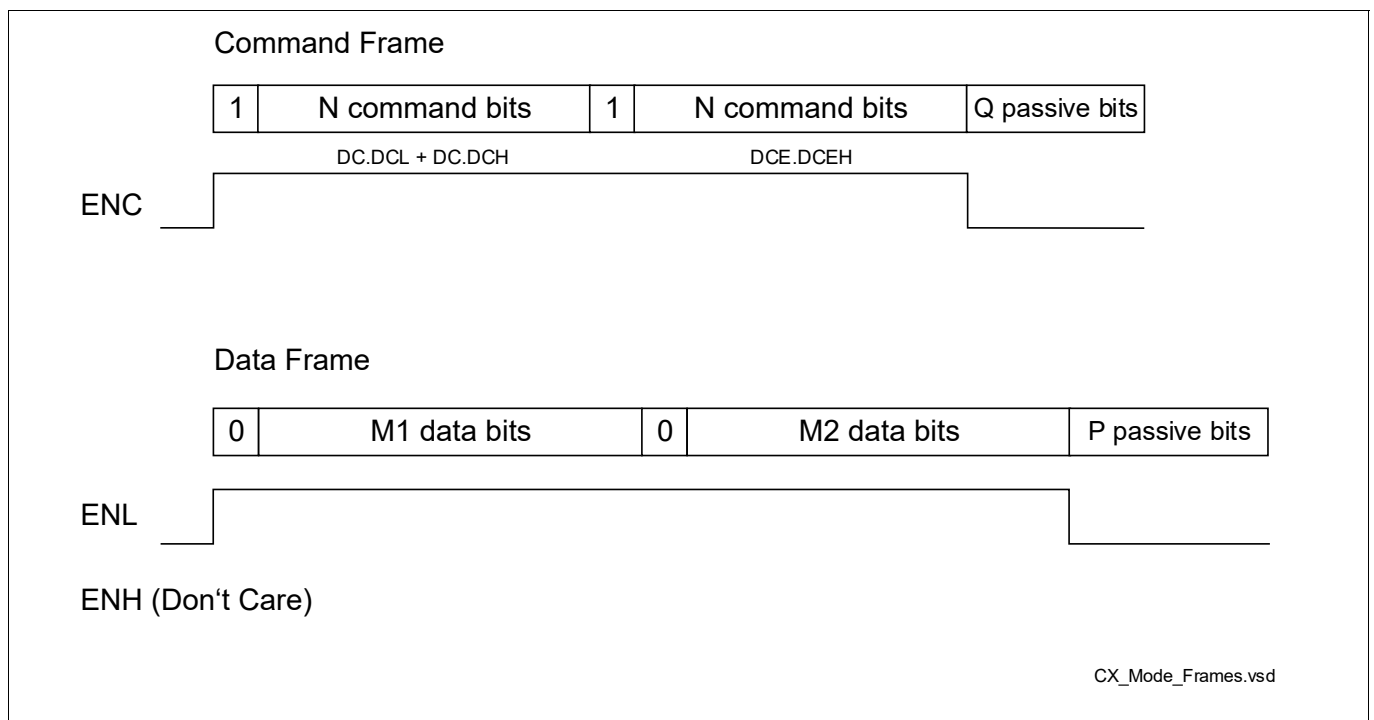 Command Frame
1 N command bits 1 N command bits Q passive bits
DC.DCL + DC.DCH DCE.DCEH
ENC
Data Frame
0 M1 data bits 0 M2 data bits P passive bits
ENL
ENH (Don‘t Care)
CX_Mode_Frames.vsd